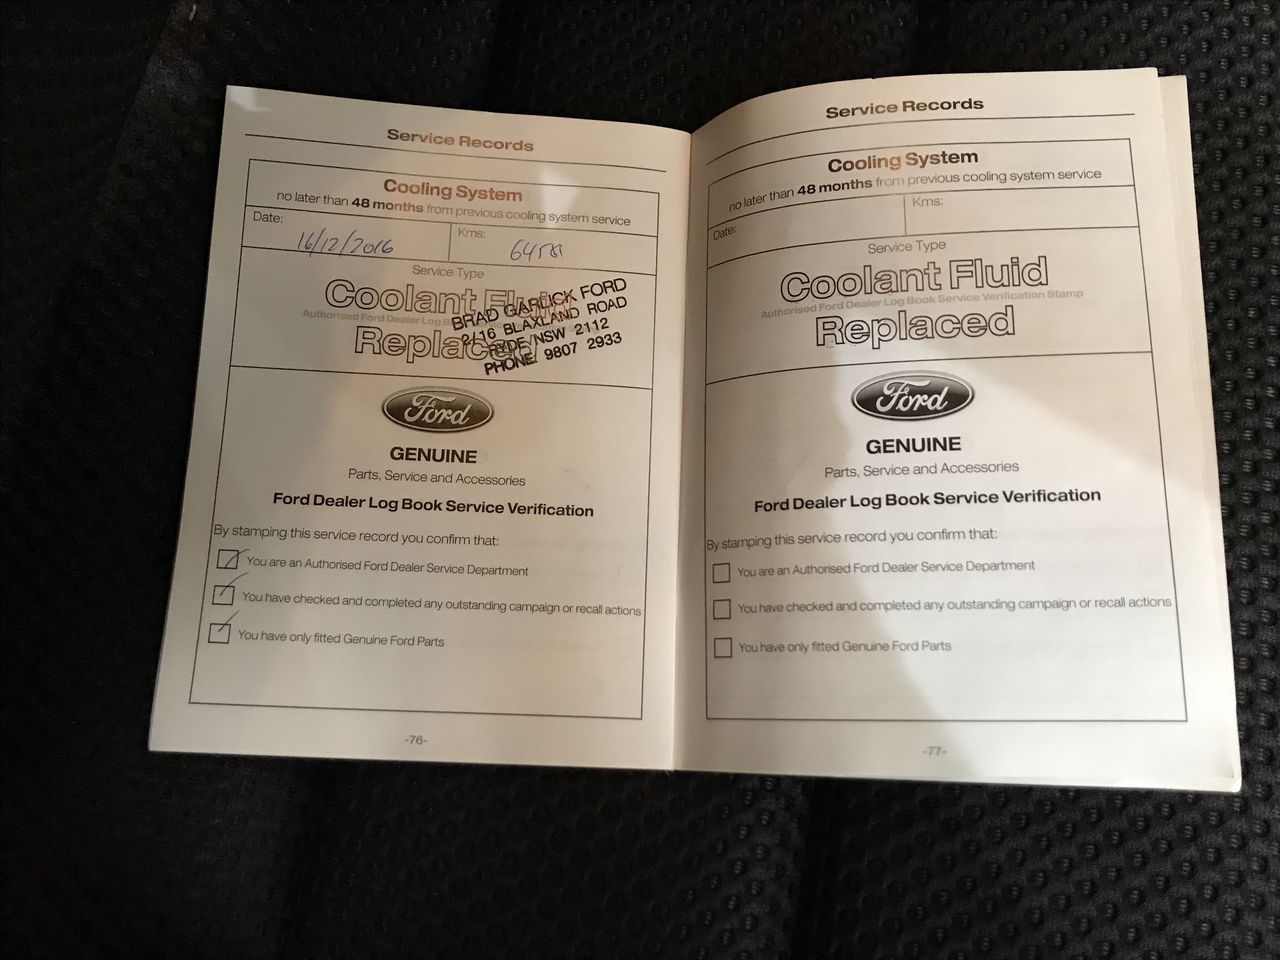 Service Records
Cooling System
no later than 48 months from previous cooling system service
Date:
16/12/2016
Kms:
Service Type
Coolant Fluid
Authorised Ford Dealer Log
Replaced
BRAD GARLICK FORD
2/16 BLAXLAND ROAD
RYDE NSW 2112
PHONE: 9807 2933
Ford
GENUINE
Parts, Service and Accessories
Ford Dealer Log Book Service Verification
By stamping this service record you confirm that:
You are an Authorised Ford Dealer Service Department
You have checked and completed any outstanding campaign or recall actions
You have only fitted Genuine Ford Parts
-76-
Service Records
Cooling System
no later than 48 months from previous cooling system service
Date:
Kms:
Service Type
Coolant Fluid
Authorised Ford Dealer Log Book Service Verification Stamp
Replaced
Ford
GENUINE
Parts, Service and Accessories
Ford Dealer Log Book Service Verification
By stamping this service record you confirm that:
You are an Authorised Ford Dealer Service Department
You have checked and completed any outstanding campaign or recall actions
You have only fitted Genuine Ford Parts
-77-